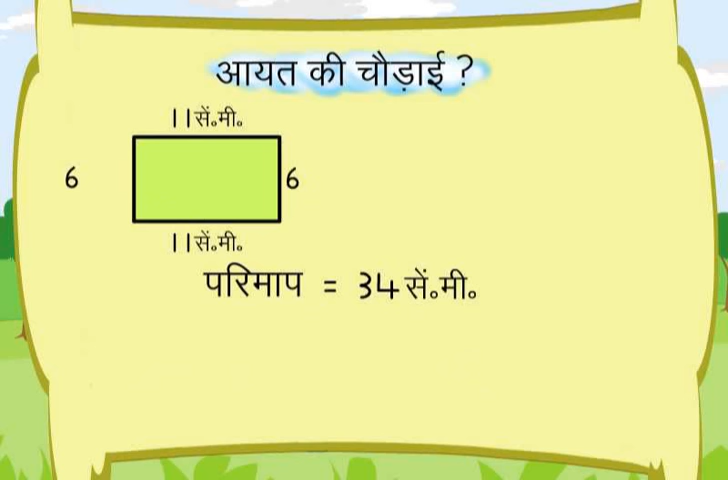 आयत की चौड़ाई ?
11सें.मी.
6
6
11सें.मी.
परिमाप = 34सें.मी.